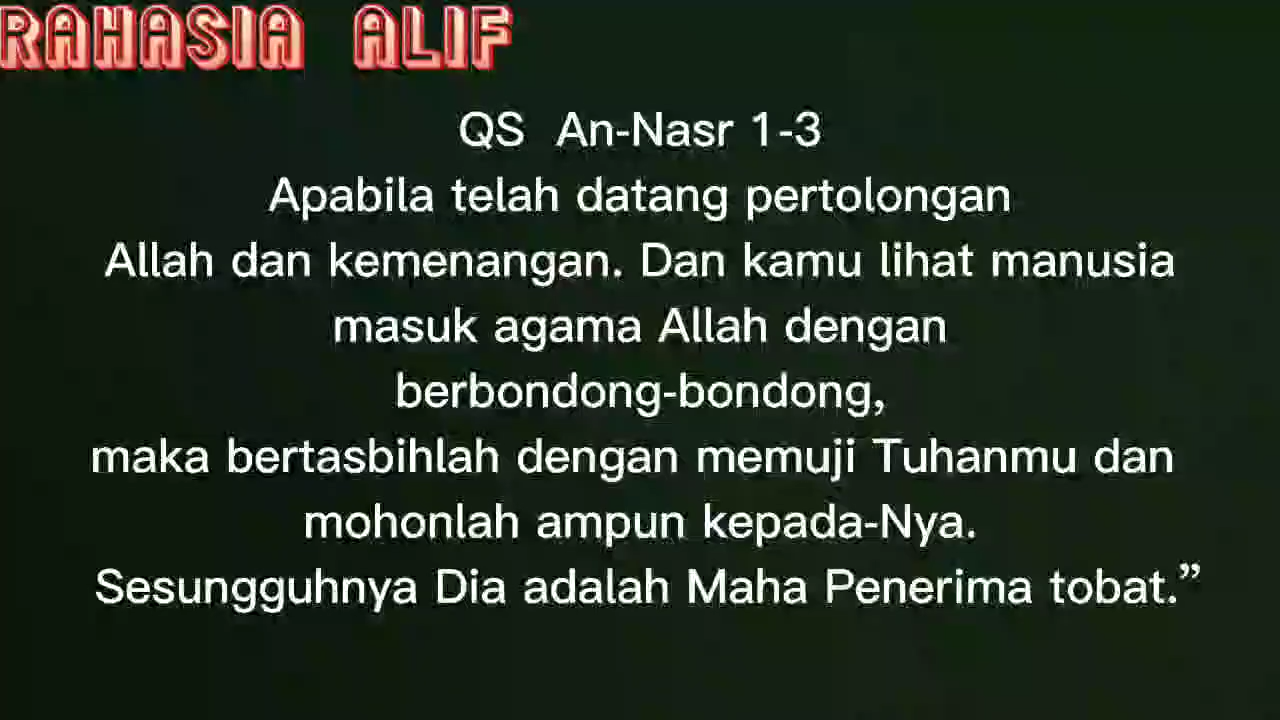 RAHASIA ALIF
QS An-Nasr 1-3
Apabila telah datang pertolongan
Allah dan kemenangan. Dan kamu lihat manusia
masuk agama Allah dengan
berbondong-bondong,
maka bertasbihlah dengan memuji Tuhanmu dan
mohonlah ampun kepada-Nya.
Sesungguhnya Dia adalah Maha Penerima tobat.”